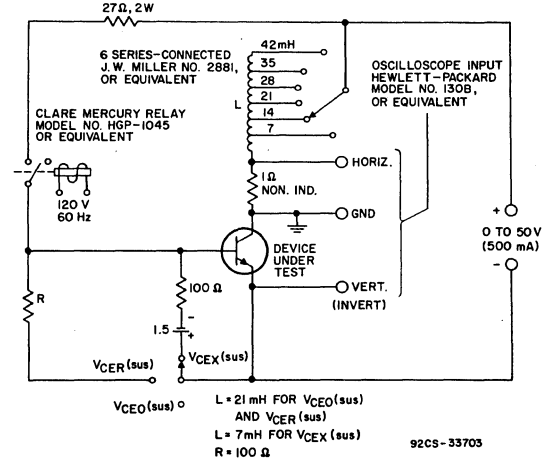 27Ω, 2W
6 SERIES-CONNECTED
J. W. MILLER NO. 2881,
OR EQUIVALENT
42mH
35
28
21
L
14
7
OSCILLOSCOPE INPUT
HEWLETT-PACKARD
MODEL NO. 130B,
OR EQUIVALENT
CLARE MERCURY RELAY
MODEL NO. HGP-1045
OR EQUIVALENT
120 V
60 Hz
HORIZ.
1Ω
NON. IND.
GND
+
0 TO 50V
(500 mA)
-
DEVICE
UNDER
TEST
VERT.
(INVERT)
R
100 Ω
-
1.5
+
VCER(sus)
VCEX(sus)
VCEO(sus)
L = 21 mH FOR VCEO(sus)
AND VCER(sus)
L = 7mH FOR VCEX(sus)
R = 100 Ω
92CS-33703